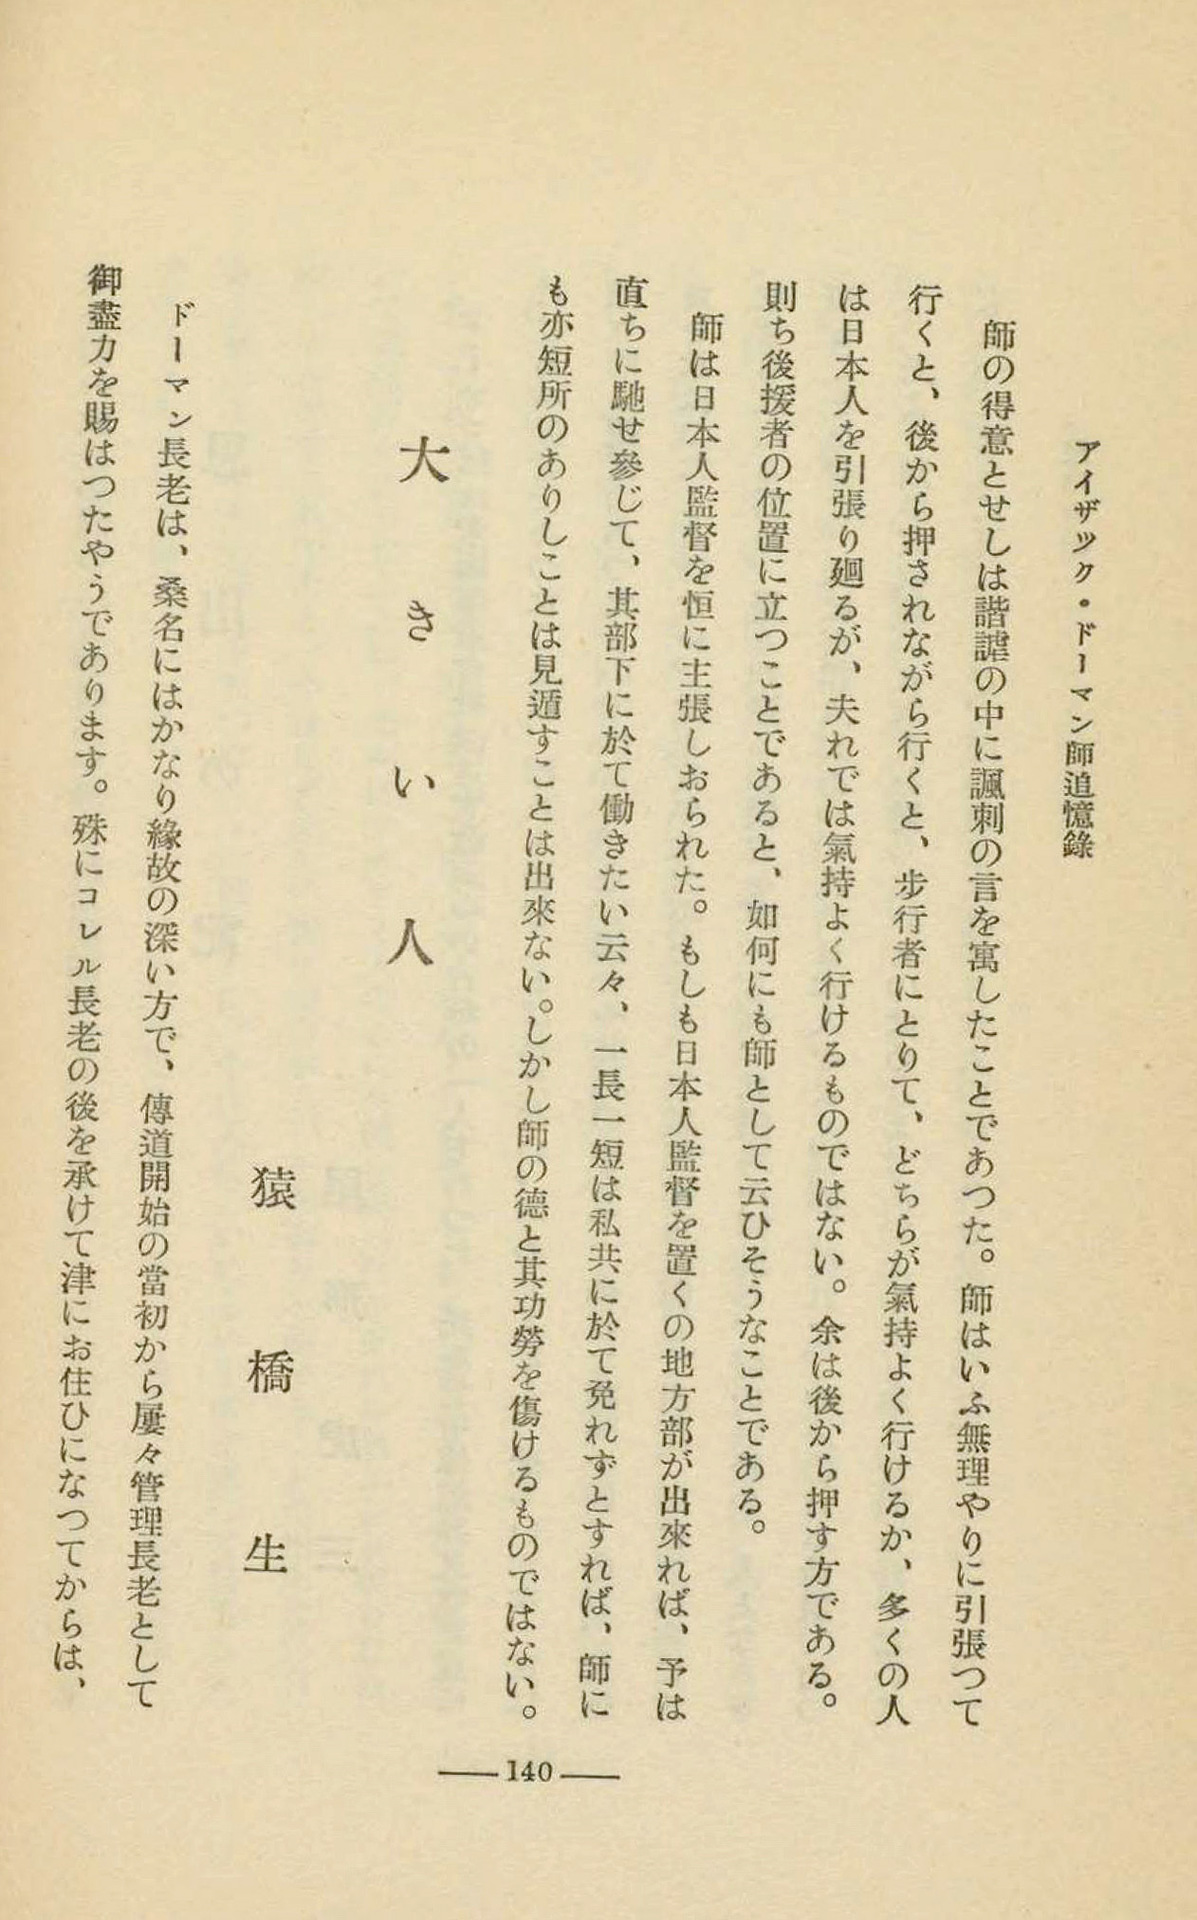 アイザック・ドーマン師追憶錄
師の得意とせしは諧謔の中に諷刺の言を寓したことであつた。師はいふ無理やりに引張つて
行くと、後から押されながら行くと、歩行者にとりて、どちらが氣持よく行けるか、多くの人
は日本人を引張り廻るが、夫れでは氣持よく行けるものではない。余は後から押す方である。
則ち後援者の位置に立つことであると、如何にも師として云ひそうなことである。
師は日本人監督を恒に主張しおられた。もしも日本人監督を置くの地方部が出來れば、予は
直ちに馳せ參じて、其部下に於て働きたい云々、一長一短は私共に於て免れずとすれば、師に
も亦短所のありしことは見遁すことは出來ない。しかし師の德と其功勞を傷けるものではない。
大きい人
猿橋生
ドーマン長老は、桑名にはかなり緣故の深い方で、傳道開始の當初から屢々管理長老として
御盡力を賜はつたやうであります。殊にコレル長老の後を承けて津にお住ひになつてからは、
140